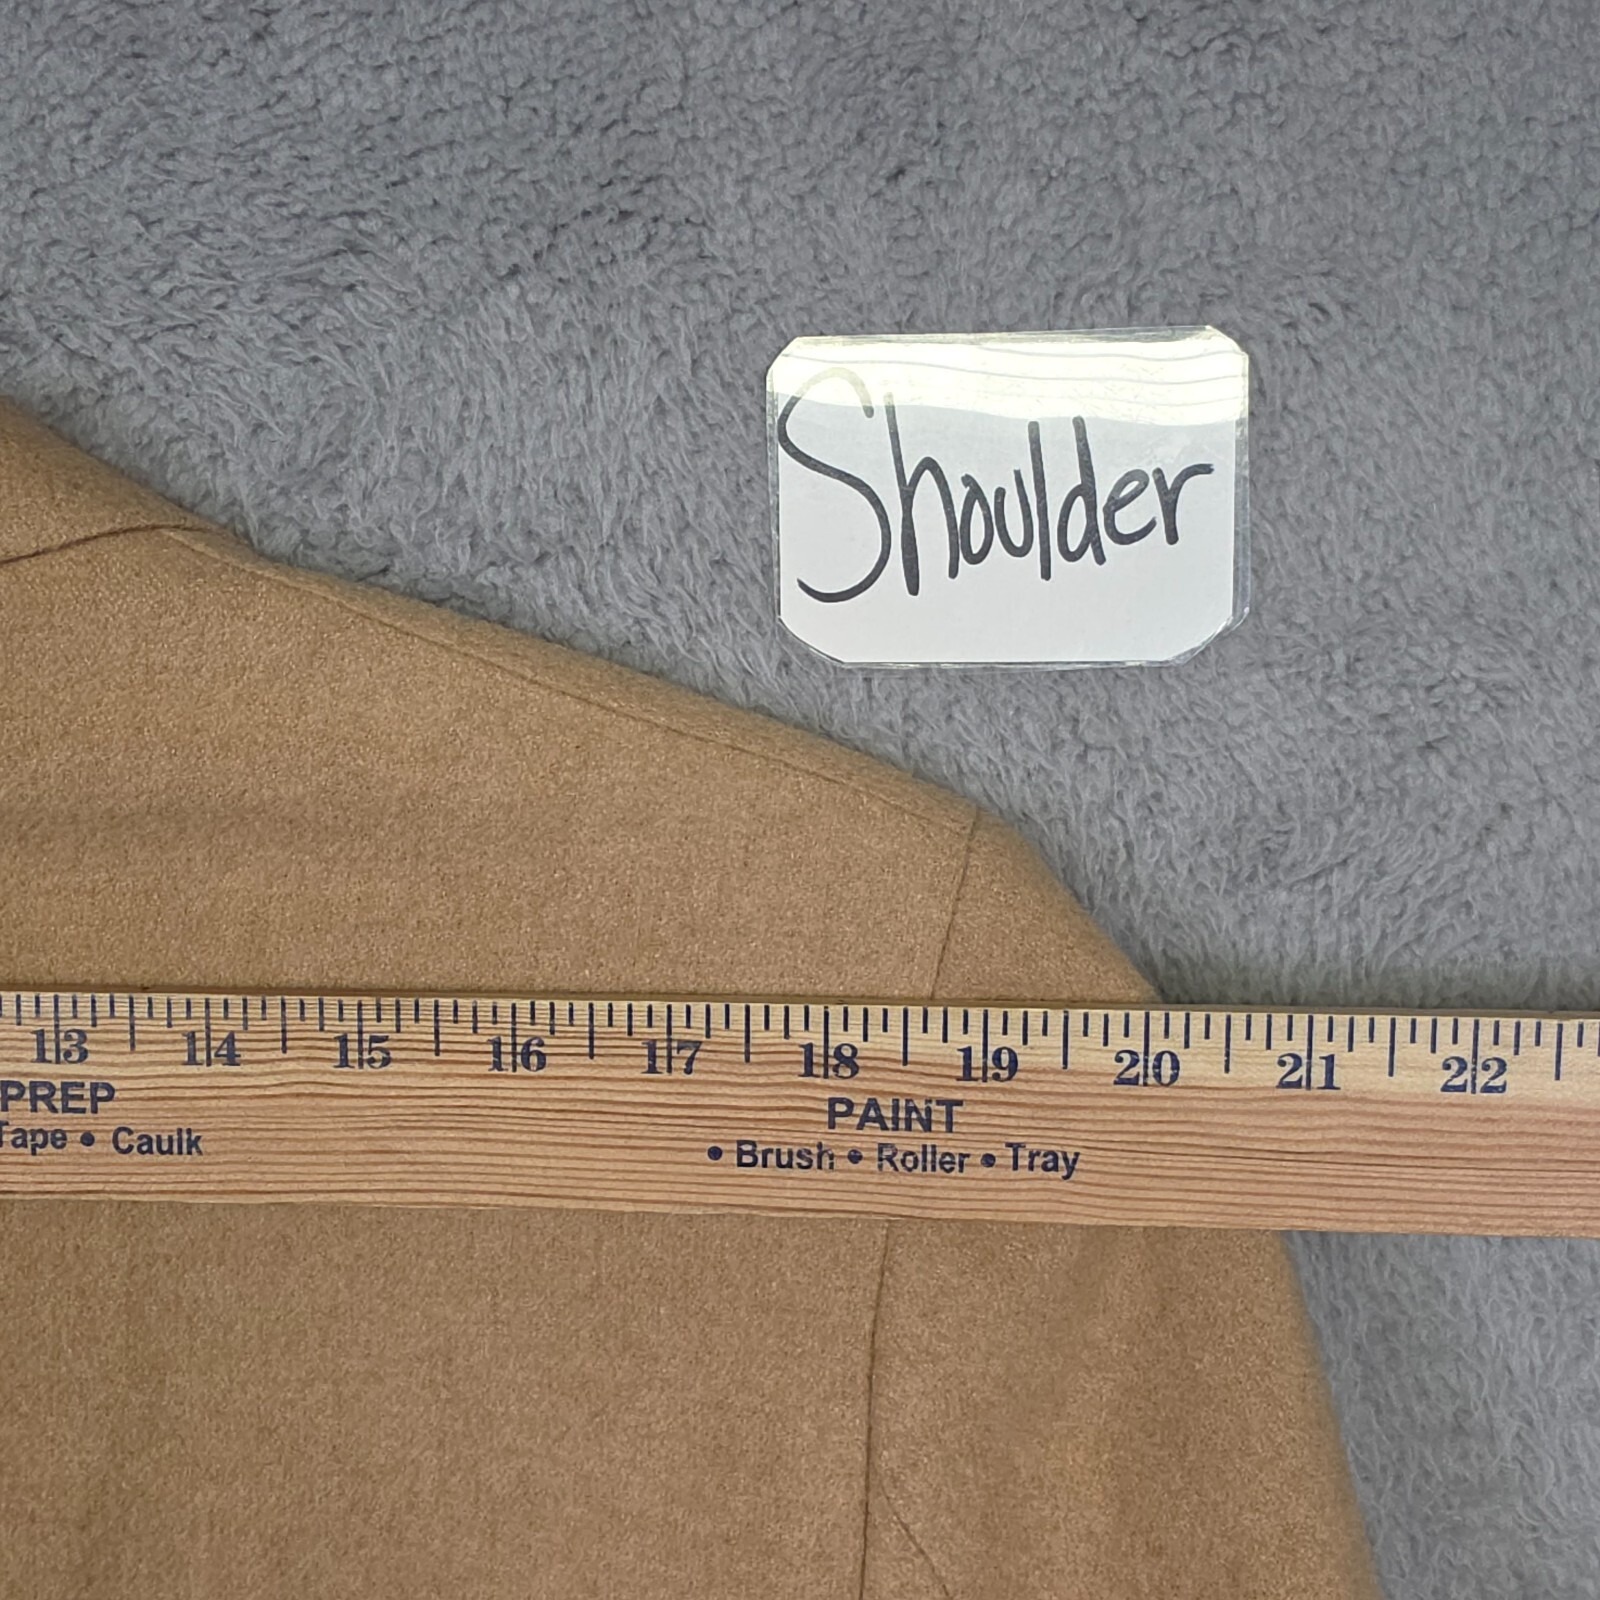 Shoulder
13 14 15 16 17 18 19 20 21 22
PREP
Tape • Caulk
PAINT
• Brush • Roller • Tray